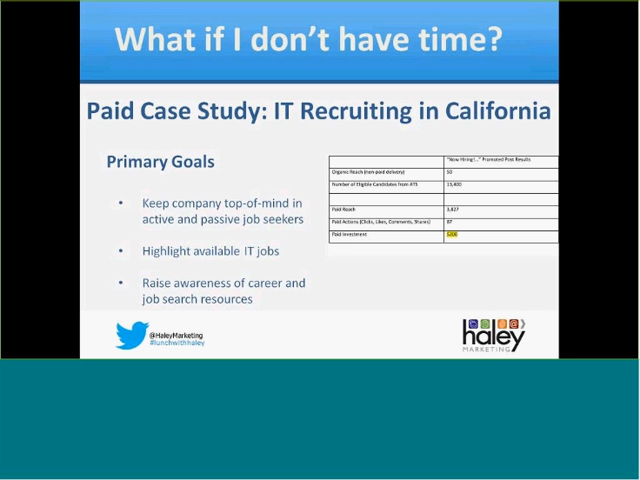 What if I don't have time?
Paid Case Study: IT Recruiting in California
Primary Goals
• Keep company top-of-mind in
active and passive job seekers
• Highlight available IT jobs
• Raise awareness of career and
job search resources
"Now Hiring!..." Promoted Post Results
Organic Reach (non paid delivery) 50
Number of Eligible Candidates from ATS 13,400
Paid Reach 3,827
Paid Actions (Clicks, Likes, Comments, Shares) 87
Paid Investment
@HaleyMarketing
#lunchwithhaley
haley
MARKETING